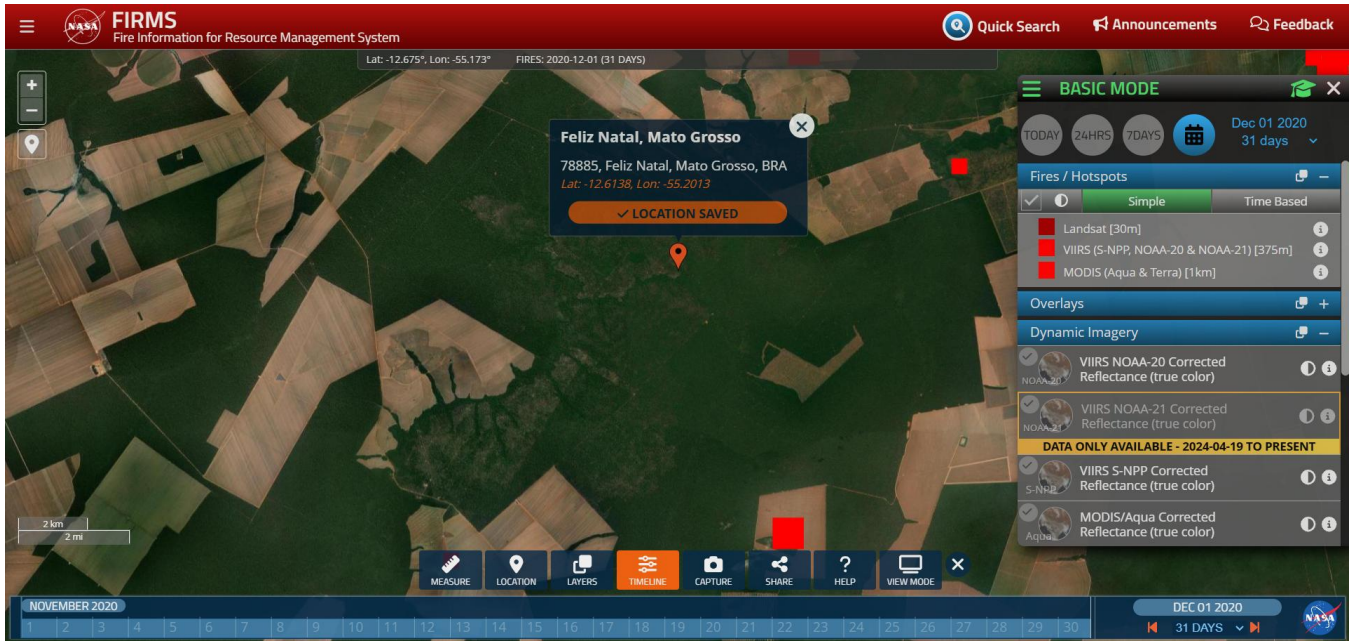 NASA
FIRMS
Fire Information for Resource Management System
Quick Search
Announcements
Feedback
Lat: -12.675°, Lon: -55.173° FIRES: 2020-12-01 (31 DAYS)
+
−
Feliz Natal, Mato Grosso
78885, Feliz Natal, Mato Grosso, BRA
Lat: -12.6138, Lon: -55.2013
LOCATION SAVED
BASIC MODE
TODAY
24HRS
7DAYS
Dec 01 2020
31 days
Fires / Hotspots
Simple
Time Based
Landsat [30m]
VIIRS (S-NPP, NOAA-20 & NOAA-21) [375m]
MODIS (Aqua & Terra) [1km]
Overlays
Dynamic Imagery
VIIRS NOAA-20 Corrected
Reflectance (true color)
NOAA-20
VIIRS NOAA-21 Corrected
Reflectance (true color)
NOAA-21
DATA ONLY AVAILABLE - 2024-04-19 TO PRESENT
VIIRS S-NPP Corrected
Reflectance (true color)
S-NPP
MODIS/Aqua Corrected
Reflectance (true color)
Aqua
2 km
2 mi
MEASURE
LOCATION
LAYERS
TIMELINE
CAPTURE
SHARE
? HELP
VIEW MODE
NOVEMBER 2020
1 2 3 4 5 6 7 8 9 10 11 12 13 14 15 16 17 18 19 20 21 22 23 24 25 26 27 28 29 30
DEC 01 2020
31 DAYS
NASA